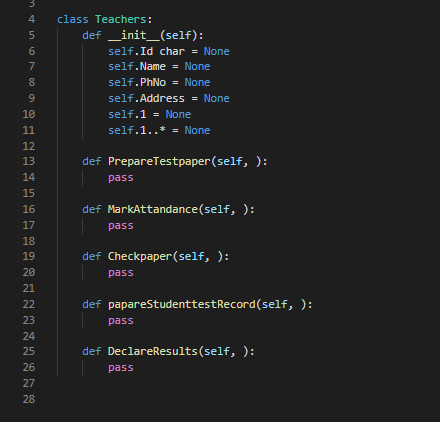 3
4 class Teachers:
5 def __init__(self):
6 self.Id char = None
7 self.Name = None
8 self.PhNo = None
9 self.Address = None
10 self.1 = None
11 self.1..* = None
12
13 def PrepareTestpaper(self, ):
14 pass
15
16 def MarkAttandance(self, ):
17 pass
18
19 def Checkpaper(self, ):
20 pass
21
22 def papareStudenttestRecord(self, ):
23 pass
24
25 def DeclareResults(self, ):
26 pass
27
28